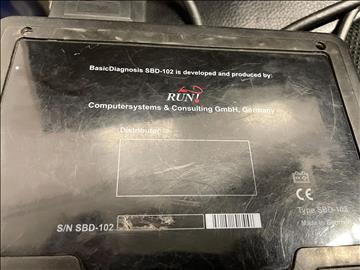 BasicDiagnosis SBD-102 is developed and produced by:
RUN!
Computersystems & Consulting GmbH, Germany
Distributor is:
CE
Type SBD-102
S/N SBD-102
Made in Germany